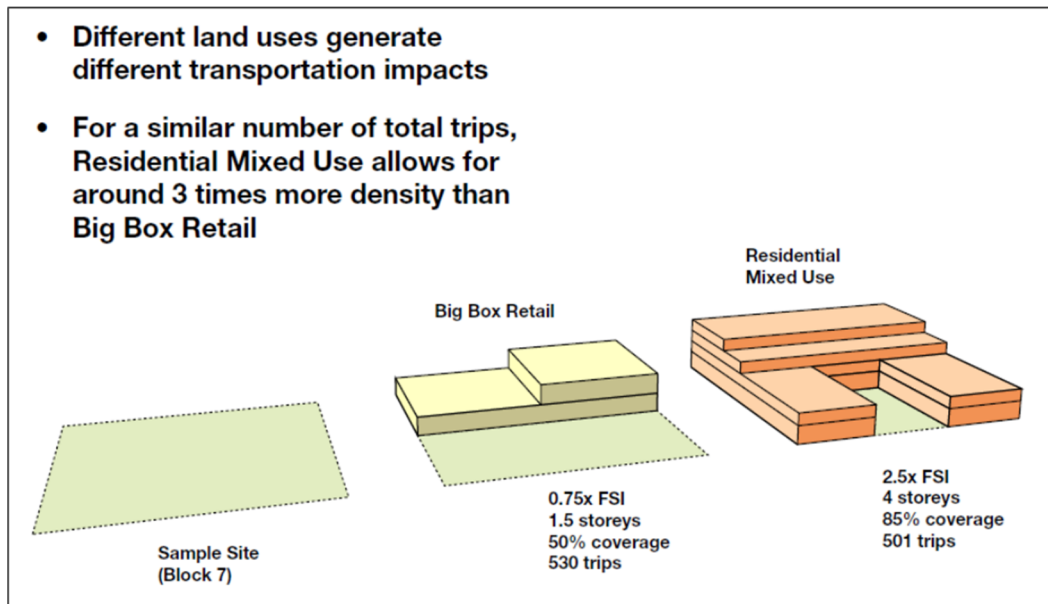 • Different land uses generate
different transportation impacts
• For a similar number of total trips,
Residential Mixed Use allows for
around 3 times more density than
Big Box Retail
Sample Site
(Block 7)
Big Box Retail
0.75x FSI
1.5 storeys
50% coverage
530 trips
Residential
Mixed Use
2.5x FSI
4 storeys
85% coverage
501 trips